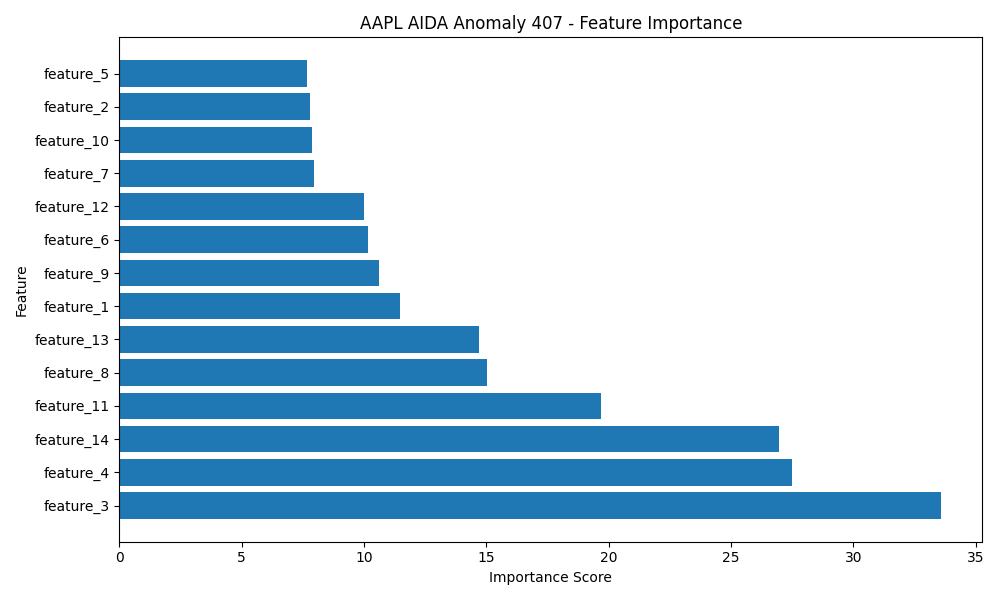 AAPL AIDA Anomaly 407 - Feature Importance
feature_5
feature_2
feature_10
feature_7
feature_12
feature_6
feature_9
feature_1
feature_13
feature_8
feature_11
feature_14
feature_4
feature_3
Feature
0 5 10 15 20 25 30 35
Importance Score